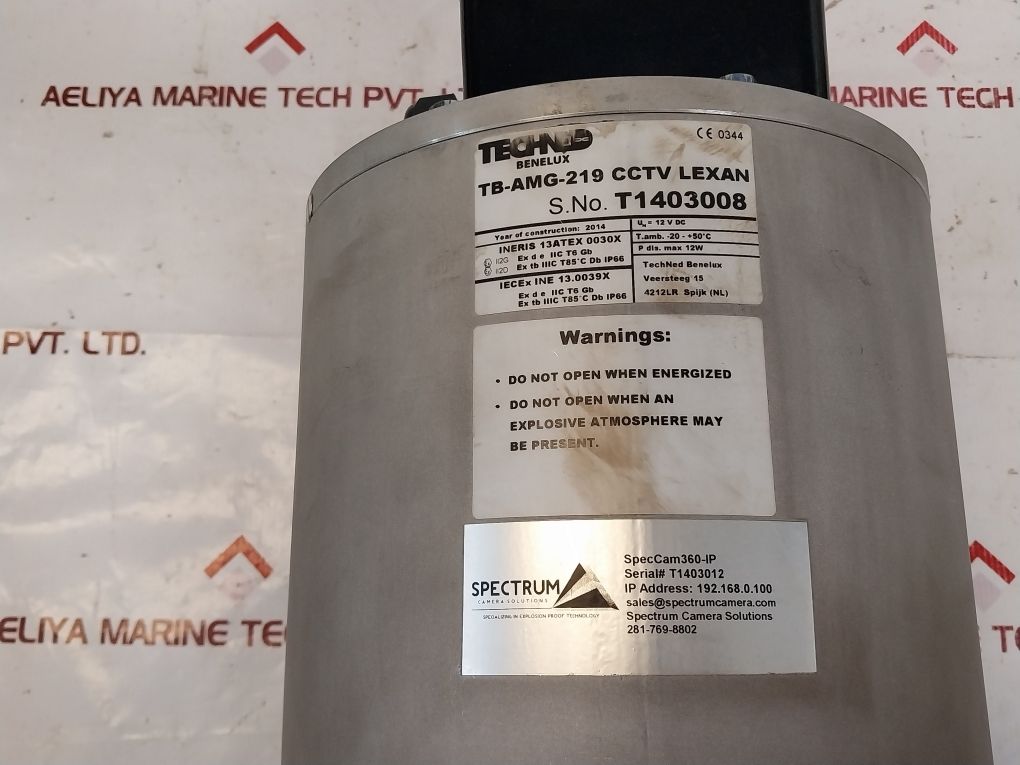 AELIYA MARINE TECH PVT. LTD.
MARINE TECH
TECHNED
BENELUX
CE 0344
TB-AMG-219 CCTV LEXAN
S.No. T1403008
Year of construction: 2014
INERIS 13ATEX 0030X
II2G Ex d e IIC T6 Gb
II2D Ex tb IIIC T85°C Db IP66
IECEx INE 13.0039X
Ex d e IIC T6 Gb
Ex tb IIIC T85°C Db IP66
= 12 V DC
T.amb. -20 - +50°C
P dis. max 12W
TechNed Benelux
Veersteeg 15
4212LR Spijk (NL)
PVT. LTD.
Warnings:
• DO NOT OPEN WHEN ENERGIZED
• DO NOT OPEN WHEN AN
EXPLOSIVE ATMOSPHERE MAY
BE PRESENT.
SPECTRUM
CAMERA SOLUTIONS
SPECIALIZING IN EXPLOSION PROOF TECHNOLOGY
SpecCam360-IP
Serial# T1403012
IP Address: 192.168.0.100
sales@spectrumcamera.com
Spectrum Camera Solutions
281-769-8802
ELIYA MARINE TEC